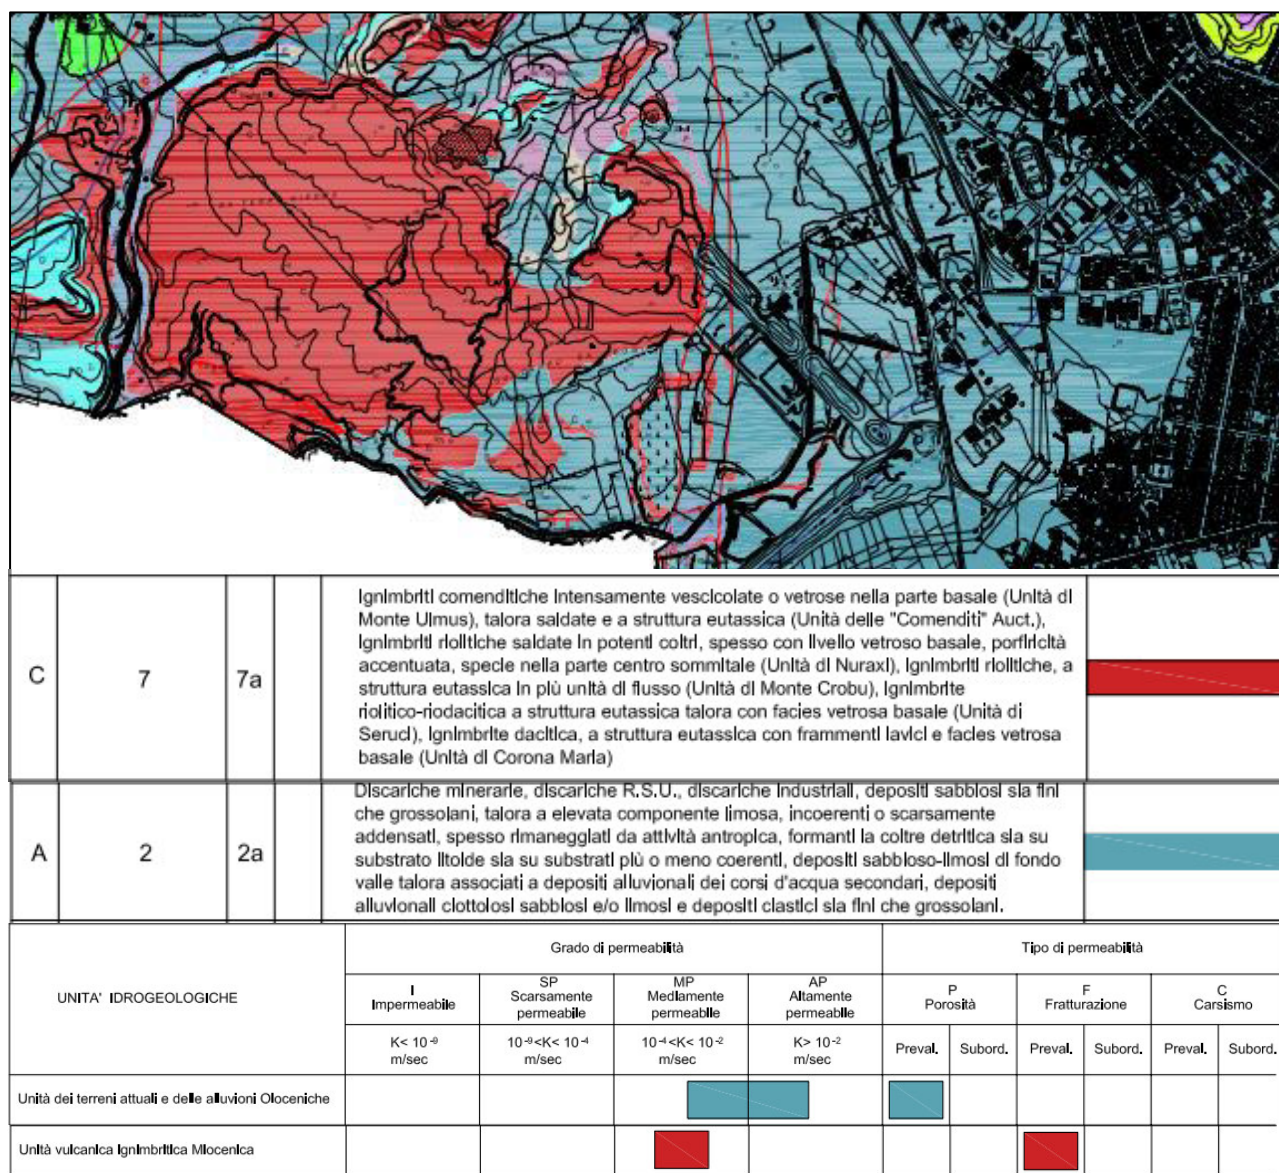 C
7
7a
Ignimbriti comenditiche intensamente vescicolate o vetrose nella parte basale (Unità di
Monte Ulmus), talora saldate e a struttura eutassica (Unità delle "Comenditi" Auct.),
Ignimbriti riolitiche saldate in potenti coltri, spesso con livello vetroso basale, porfiricità
accentuata, specie nella parte centro sommitale (Unità di Nuraxi), Ignimbriti riolitiche, a
struttura eutassica in più unità di flusso (Unità di Monte Crobu), Ignimbrite
riolitico-riodacitica a struttura eutassica talora con facies vetrosa basale (Unità di
Seruci), Ignimbrite dacitica, a struttura eutassica con frammenti lavici e facies vetrosa
basale (Unità di Corona Maria)
A
2
2a
Discariche minerarie, discariche R.S.U., discariche industriali, depositi sabbiosi sia fini
che grossolani, talora a elevata componente limosa, incoerenti o scarsamente
addensati, spesso rimaneggiati da attività antropica, formanti la coltre detritica sia su
substrato litoide sia su substrati più o meno coerenti, depositi sabbioso-limosi di fondo
valle talora associati a depositi alluvionali dei corsi d'acqua secondari, depositi
alluvionali ciottolosi sabbiosi e/o limosi e depositi clastici sia fini che grossolani.
UNITA' IDROGEOLOGICHE
Grado di permeabilità
Tipo di permeabilità
I
Impermeabile
SP
Scarsamente
permeabile
MP
Mediamente
permeabile
AP
Altamente
permeabile
P
Porosità
F
Fratturazione
C
Carsismo
K< 10⁻⁹
m/sec
10⁻⁹<K< 10⁻⁴
m/sec
10⁻⁴<K< 10⁻²
m/sec
K> 10⁻²
m/sec
Preval.
Subord.
Preval.
Subord.
Preval.
Subord.
Unità dei terreni attuali e delle alluvioni Oloceniche
Unità vulcanica Ignimbritica Miocenica